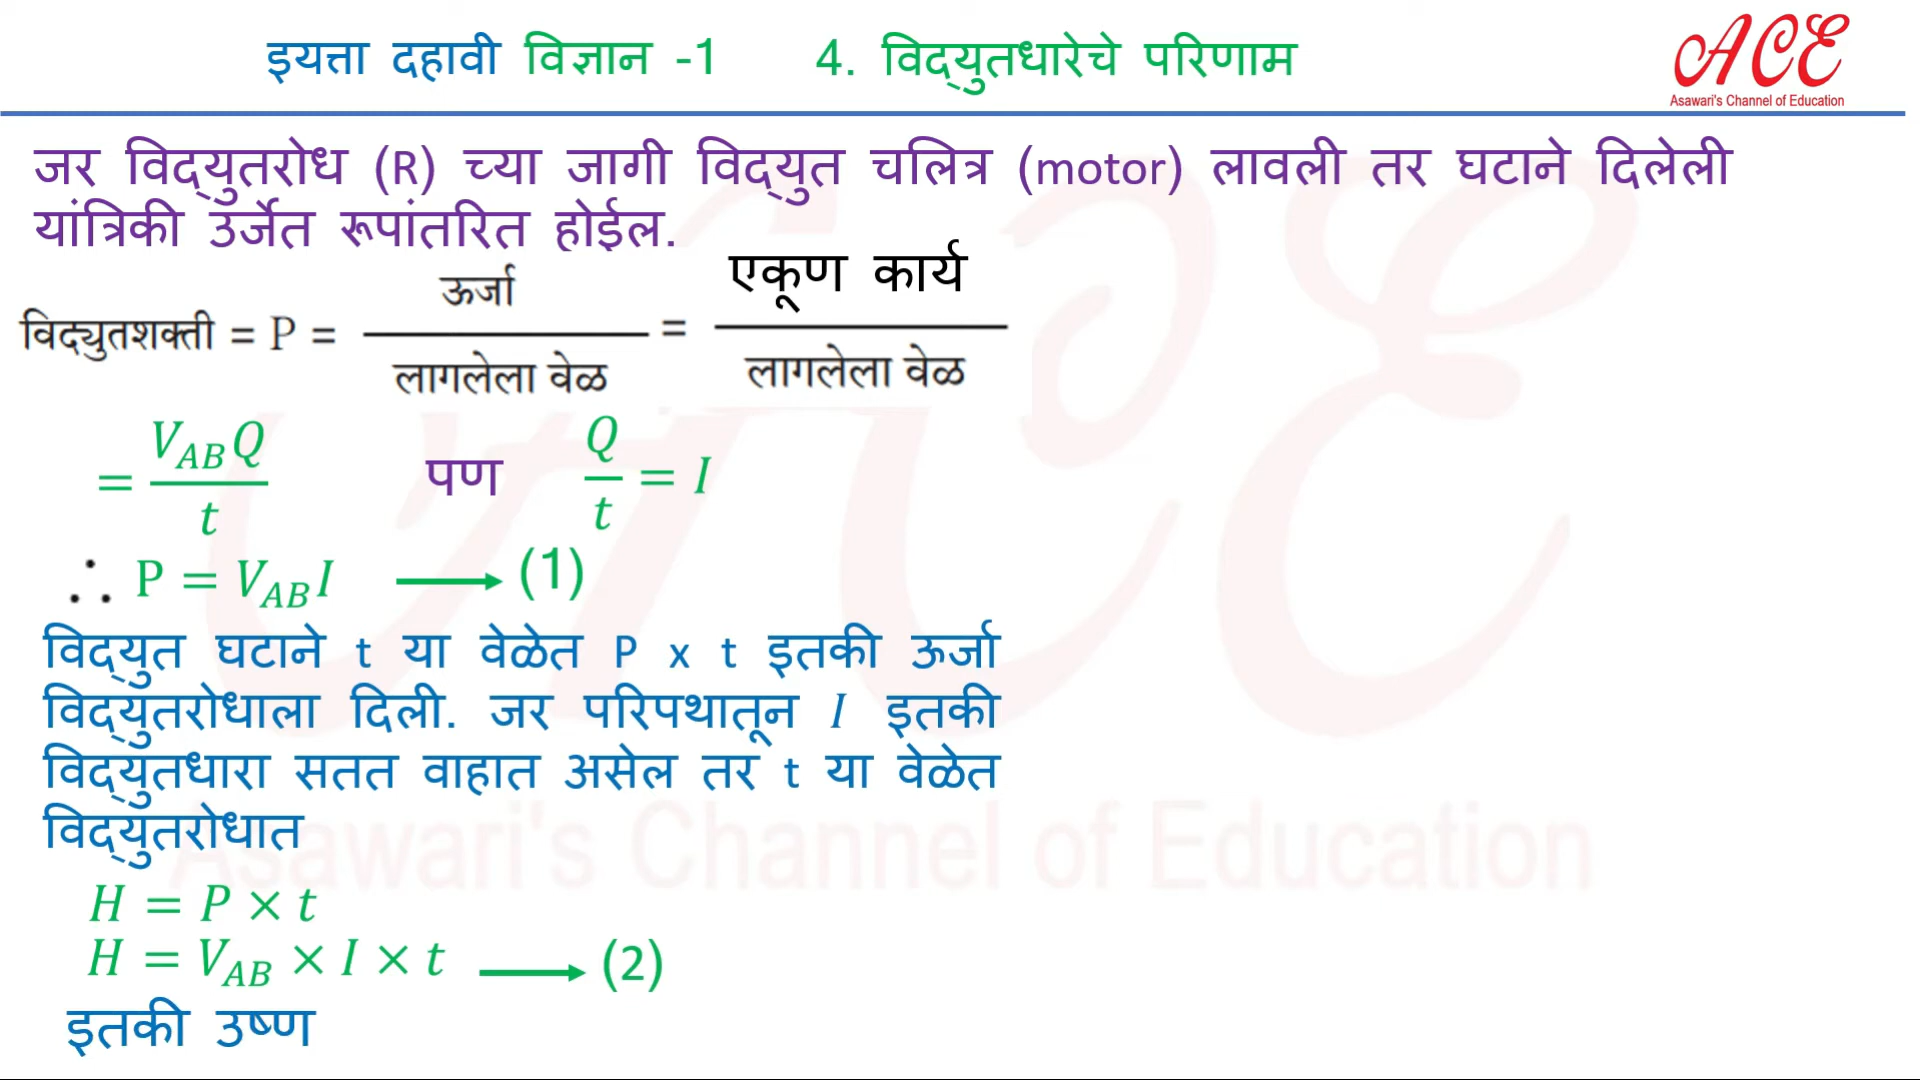 इयत्ता दहावी विज्ञान -1 4. विद्युतधारेचे परिणाम
ACE
Asawari's Channel of Education
जर विद्युतरोध (R) च्या जागी विद्युत चलित्र (motor) लावली तर घटाने दिलेली
यांत्रिकी उर्जेत रूपांतरित होईल.
विद्युतशक्ती = P = ऊर्जा / लागलेला वेळ = एकूण कार्य / लागलेला वेळ
= V_AB Q / t पण Q / t = I
∴ P = V_AB I ⟶ (1)
विद्युत घटाने t या वेळेत P x t इतकी ऊर्जा
विद्युतरोधाला दिली. जर परिपथातून I इतकी
विद्युतधारा सतत वाहात असेल तर t या वेळेत
विद्युतरोधात
H = P × t
H = V_AB × I × t ⟶ (2)
इतकी उष्ण
ACE
Asawari's Channel of Education